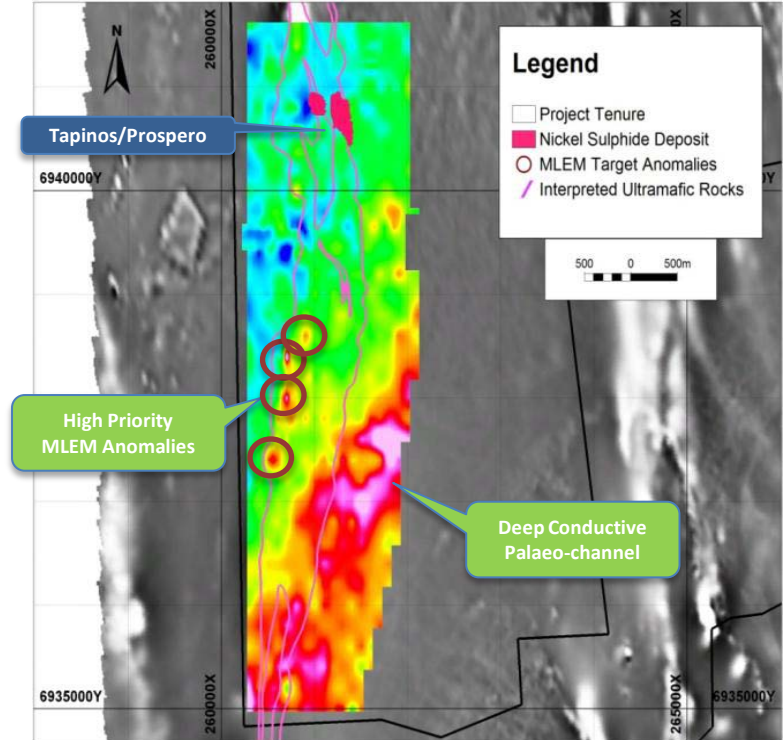 N
260000X
Legend
Project Tenure
Nickel Sulphide Deposit
MLEM Target Anomalies
Interpreted Ultramafic Rocks
Tapinos/Prospero
6940000Y
500 0 500m
High Priority
MLEM Anomalies
Deep Conductive
Palaeo-channel
6935000Y
260000X
265000X
6935000Y